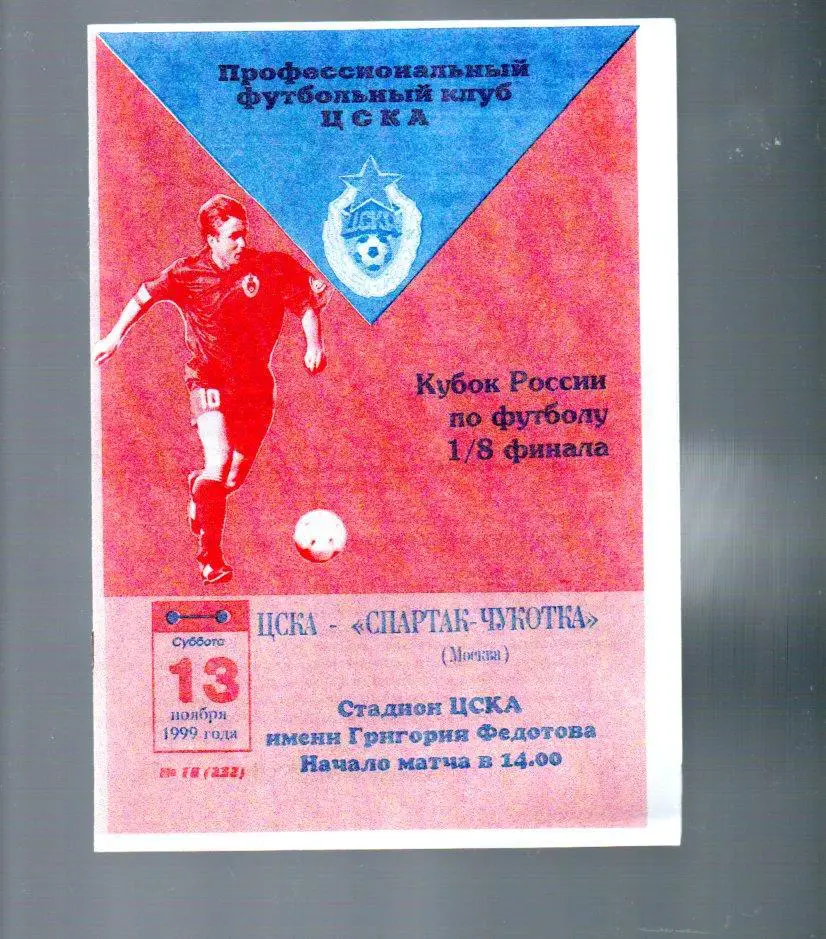 Профессиональный
футбольный клуб
ЦСКА
ЦСКА
10
Кубок России
по футболу
1/8 финала
ЦСКА - «СПАРТАК-ЧУКОТКА»
(Москва)
Суббота
13
ноября
1999 года
Стадион ЦСКА
имени Григория Федотова
Начало матча в 14.00